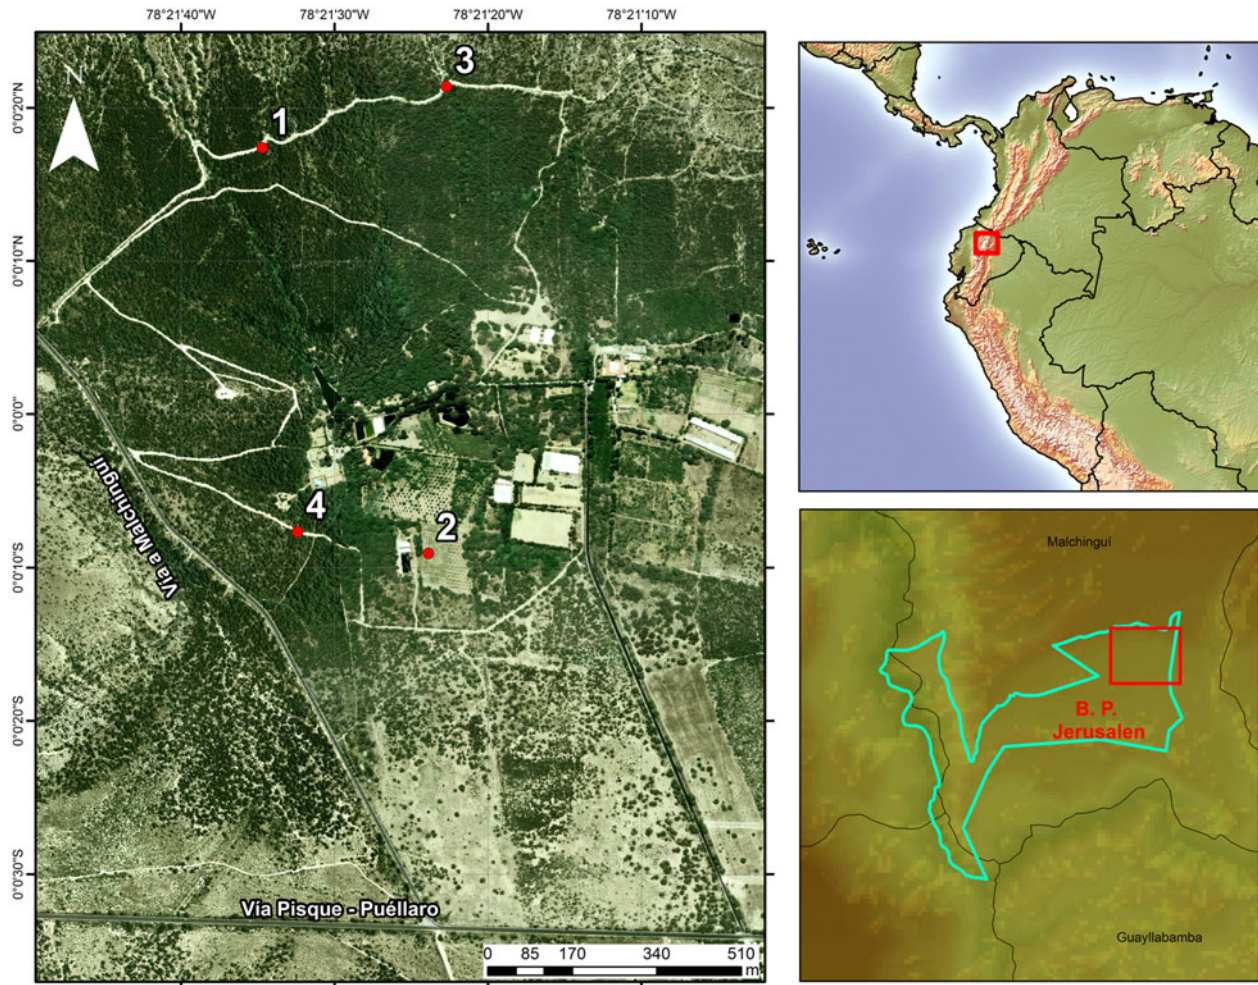 78°21'40"W 78°21'30"W 78°21'20"W 78°21'10"W
N
0°0'20"N
0°0'10"N
0°0'0"
0°0'10"S
0°0'20"S
0°0'30"S
3
1
4
2
Vía a Malchinguí
Vía Pisque - Puéllaro
0 85 170 340 510
m
Malchinguí
B. P.
Jerusalen
Guayllabamba